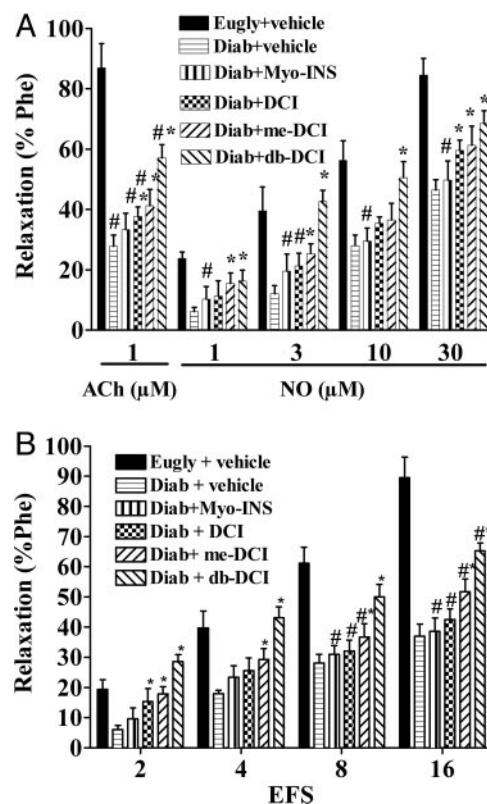 A
Relaxation (% Phe)
100
80
60
40
20
0
Eugly+vehicle
Diab+vehicle
Diab+Myo-INS
Diab+DCI
Diab+me-DCI
Diab+db-DCI
# # # * # * # *
# * *
# # * *
# *
# * * *
1 1 3 10 30
ACh (μM) NO (μM)
B
Relaxation (%Phe)
100
90
80
70
60
50
40
30
20
10
0
Eugly + vehicle
Diab + vehicle
Diab+Myo-INS
Diab + DCI
Diab+ me-DCI
Diab + db-DCI
* * *
* *
# # #* *
# # #* #*
2 4 8 16
EFS